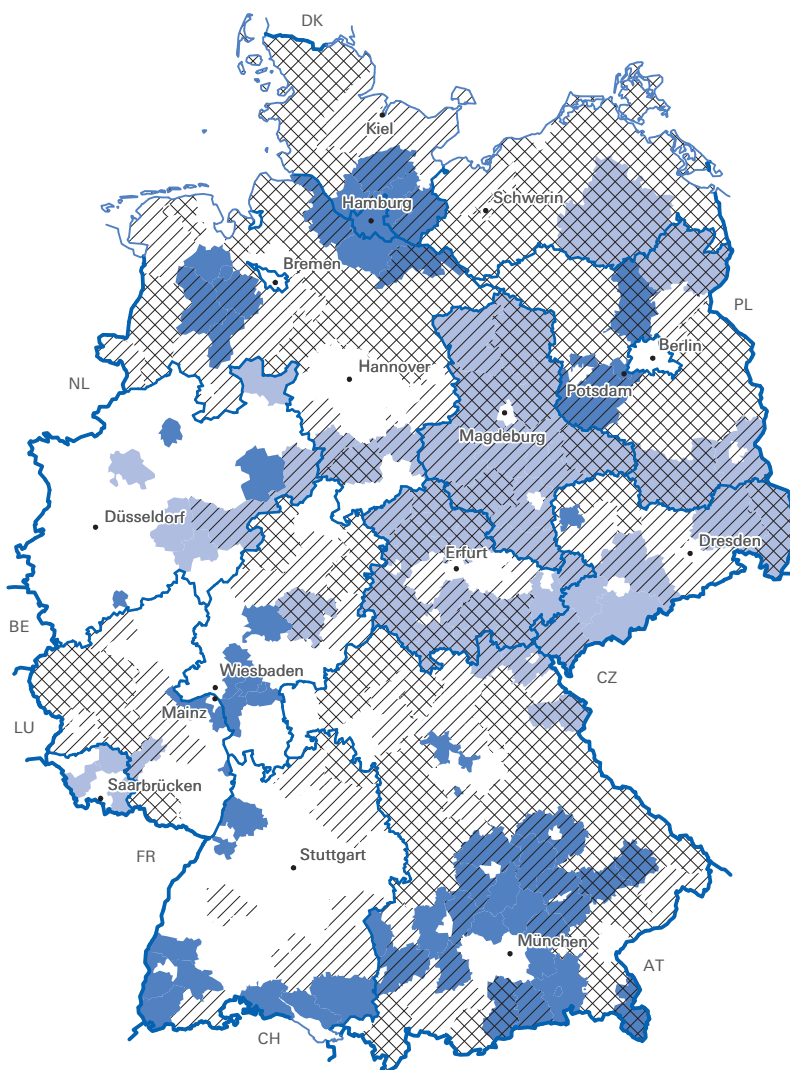 DK
Kiel
Hamburg
Schwerin
Bremen
PL
Berlin
Hannover
NL
Potsdam
Magdeburg
Düsseldorf
Dresden
Erfurt
BE
Wiesbaden
CZ
Mainz
LU
Saarbrücken
FR
Stuttgart
München
AT
CH